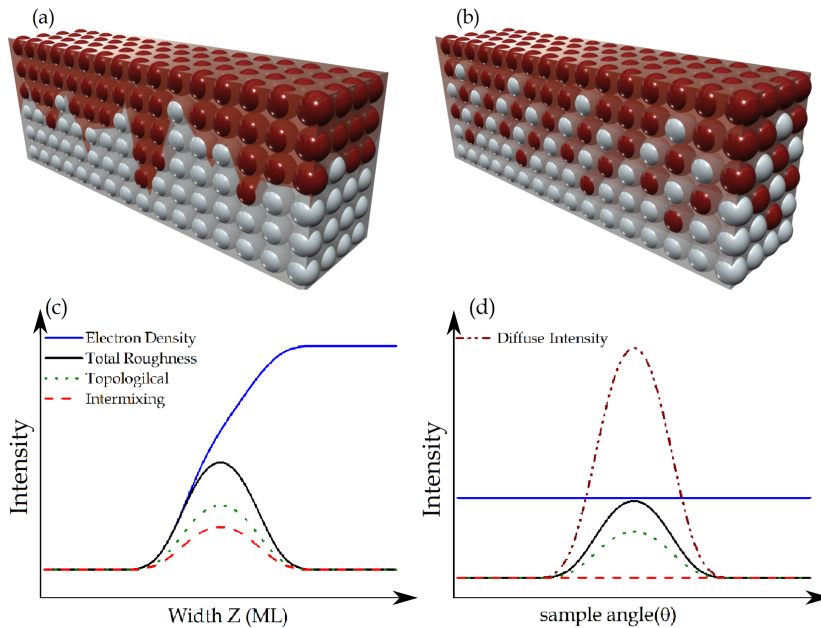 (a)
(b)
(c)
Electron Density
Total Roughness
Topologilcal
Intermixing
Intensity
Width Z (ML)
(d)
Diffuse Intensity
Intensity
sample angle(θ)